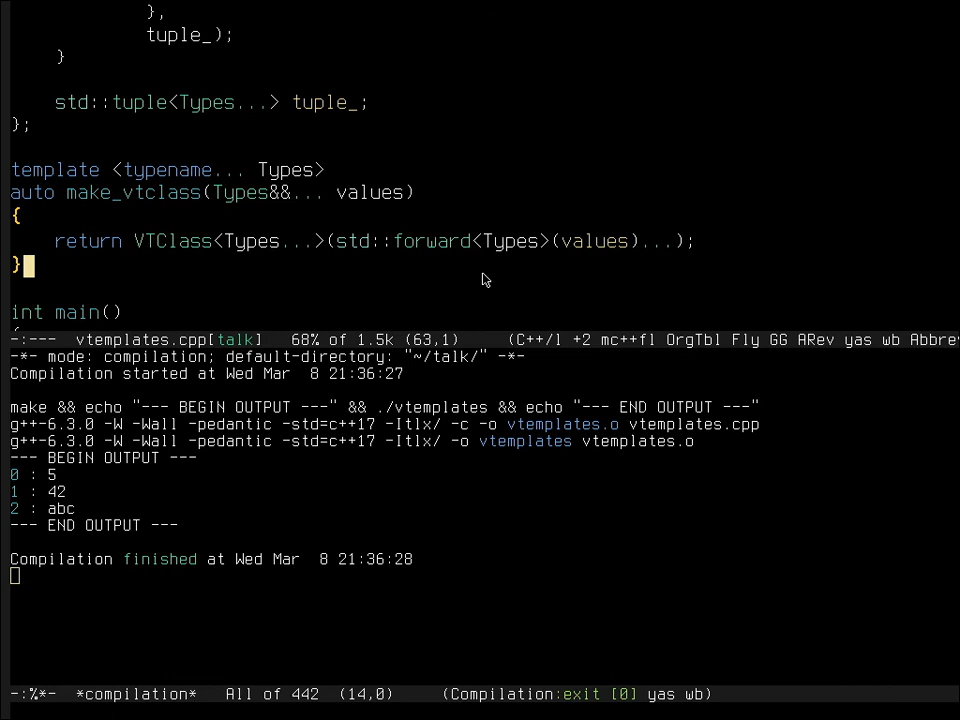 },
tuple_);
}
std::tuple<Types...> tuple_;
};
template <typename... Types>
auto make_vtclass(Types&&... values)
{
return VTClass<Types...>(std::forward<Types>(values)...);
}
int main()
-:---  vtemplates.cpp[talk]   68% of 1.5k (63,1)     (C++/l +2 mc++fl OrgTbl Fly GG ARev yas wb Abbrev
-*- mode: compilation; default-directory: "~/talk/" -*-
Compilation started at Wed Mar  8 21:36:27
make && echo "--- BEGIN OUTPUT ---" && ./vtemplates && echo "--- END OUTPUT ---"
g++-6.3.0 -W -Wall -pedantic -std=c++17 -Itlx/ -c -o vtemplates.o vtemplates.cpp
g++-6.3.0 -W -Wall -pedantic -std=c++17 -Itlx/ -o vtemplates vtemplates.o
--- BEGIN OUTPUT ---
0 : 5
1 : 42
2 : abc
--- END OUTPUT ---
Compilation finished at Wed Mar  8 21:36:28
-:%*-  *compilation*   All of 442  (14,0)     (Compilation:exit [0] yas wb)